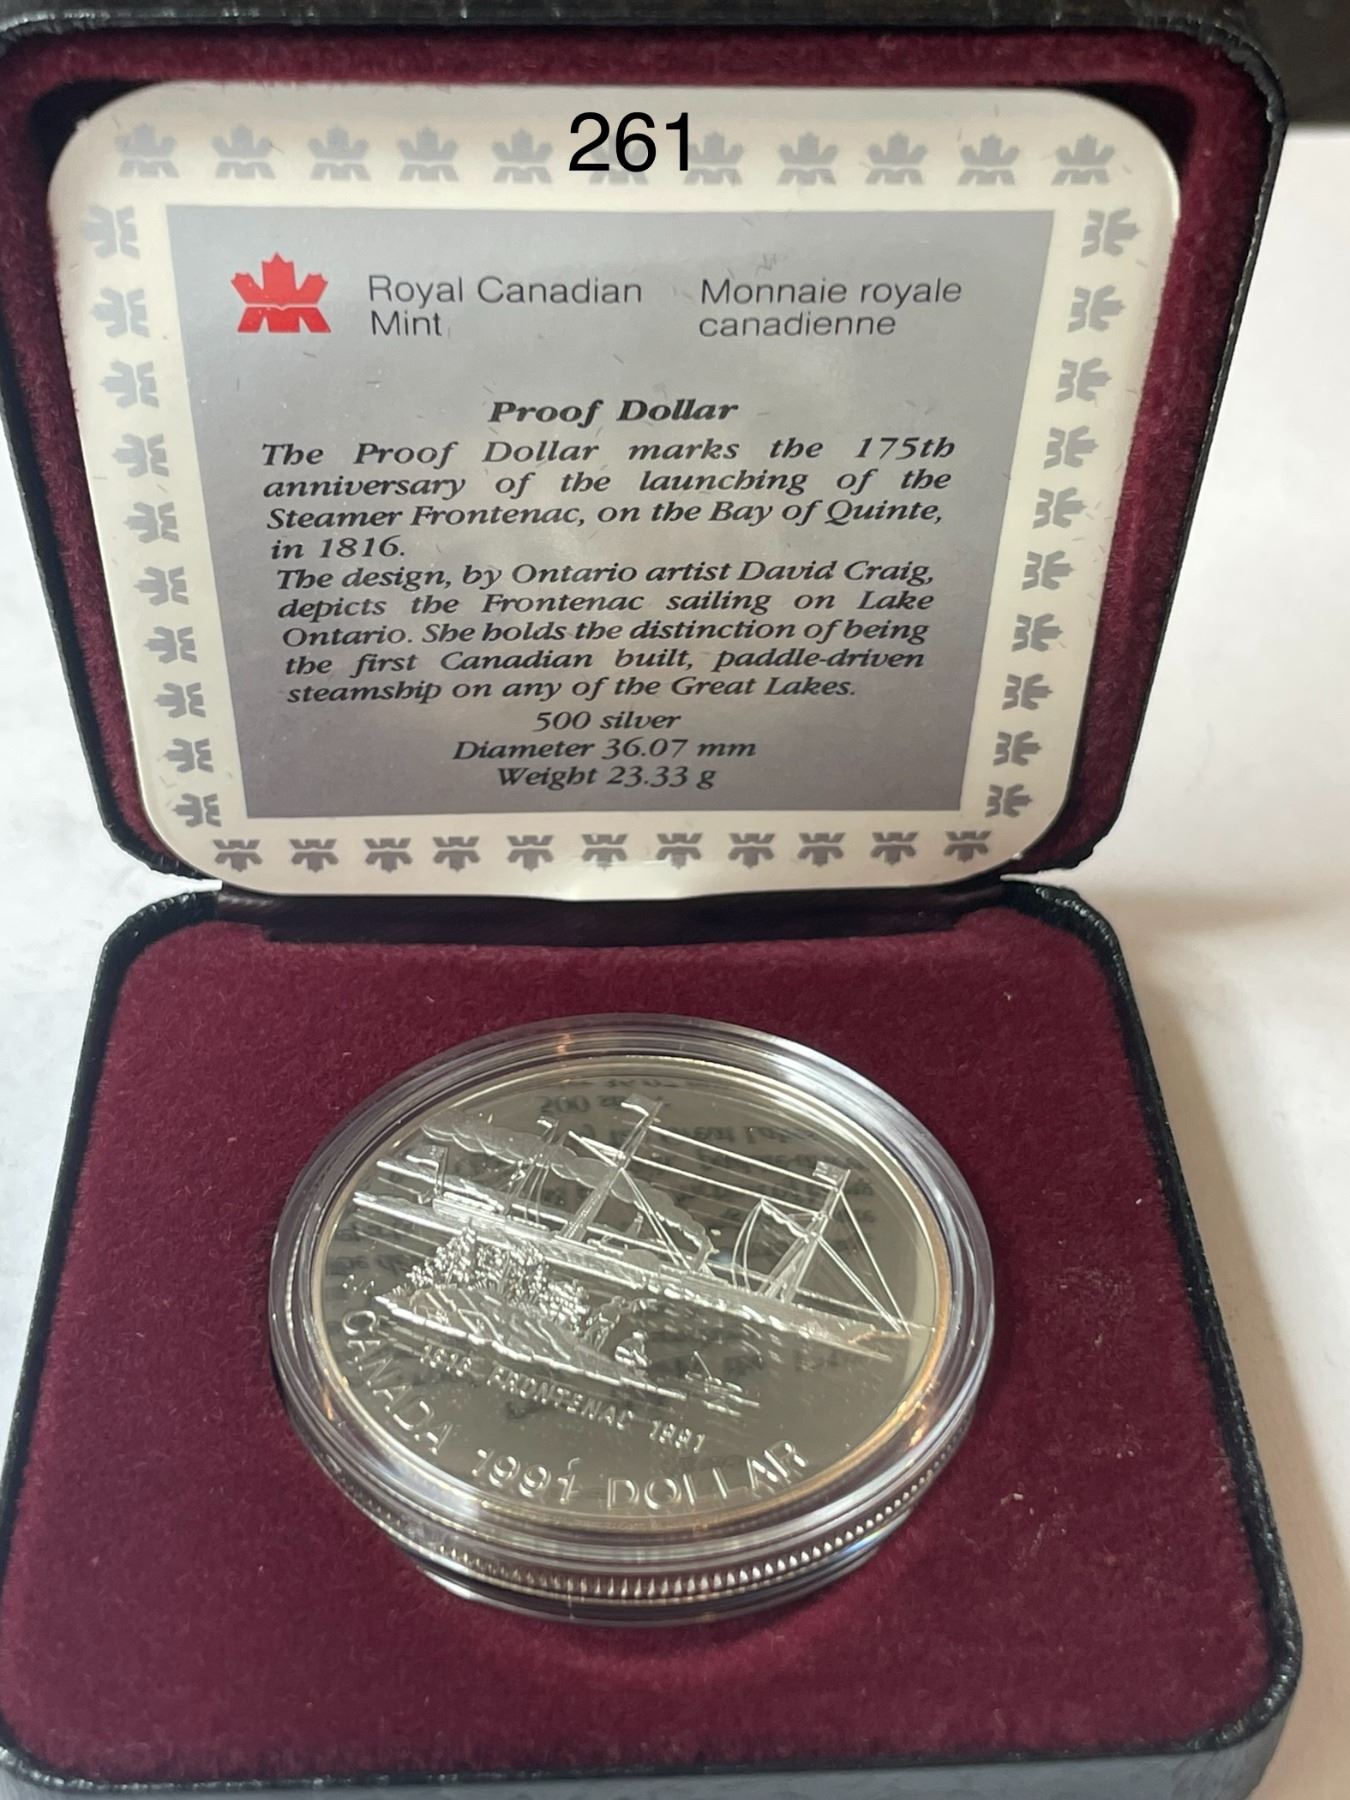 261
Royal Canadian Mint
Monnaie royale canadienne
Proof Dollar
The Proof Dollar marks the 175th
anniversary of the launching of the
Steamer Frontenac, on the Bay of Quinte,
in 1816.
The design, by Ontario artist David Craig,
depicts the Frontenac sailing on Lake
Ontario. She holds the distinction of being
the first Canadian built, paddle-driven
steamship on any of the Great Lakes.
500 silver
Diameter 36.07 mm
Weight 23.33 g
1816 FRONTENAC 1991
CANADA 1991 DOLLAR